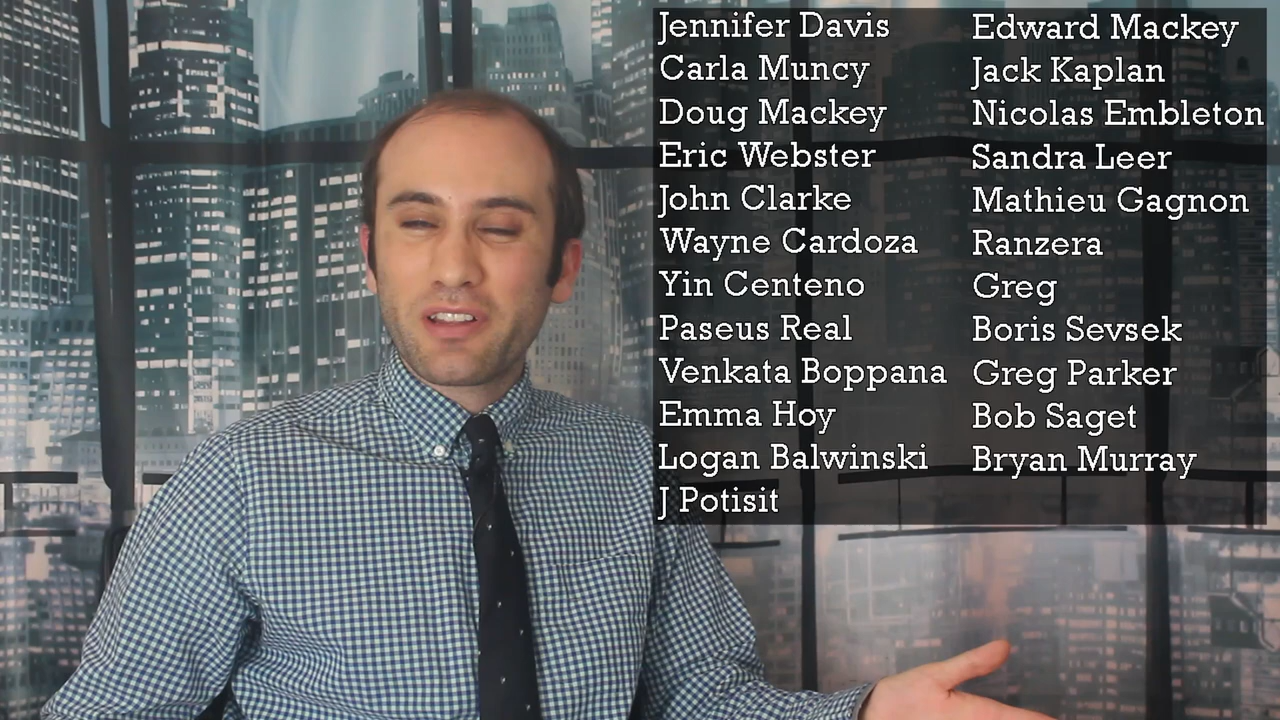 Jennifer Davis
Carla Muncy
Doug Mackey
Eric Webster
John Clarke
Wayne Cardoza
Yin Centeno
Paseus Real
Venkata Boppana
Emma Hoy
Logan Balwinski
J Potisit
Edward Mackey
Jack Kaplan
Nicolas Embleton
Sandra Leer
Mathieu Gagnon
Ranzera
Greg
Boris Sevsek
Greg Parker
Bob Saget
Bryan Murray